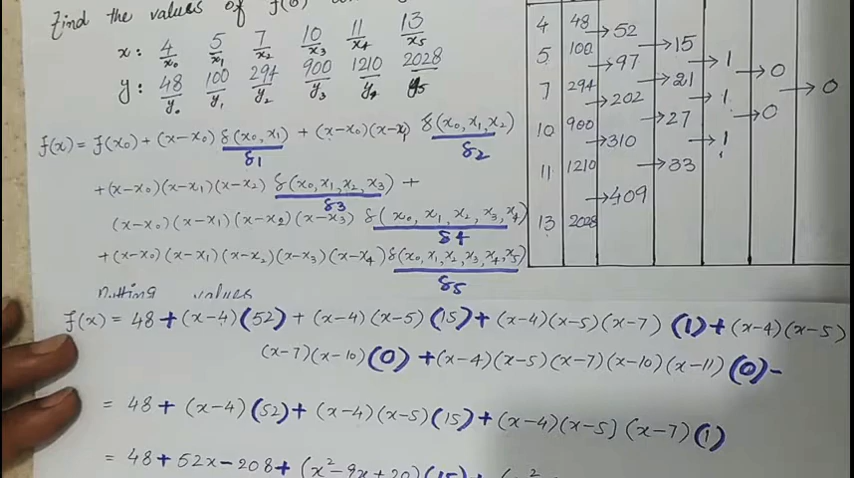 Find the values of f(8)
x: 4 5 7 10 11 13
x₀ x₁ x₂ x₃ x₄ x₅
y: 48 100 294 900 1210 2028
y₀ y₁ y₂ y₃ y₄ y₅
f(x) = f(x₀) + (x-x₀) δ(x₀,x₁) + (x-x₀)(x-x₁) δ(x₀,x₁,x₂)
δ1 δ2
+(x-x₀)(x-x₁)(x-x₂) δ(x₀,x₁,x₂,x₃) +
δ3
(x-x₀)(x-x₁)(x-x₂)(x-x₃) δ(x₀,x₁,x₂,x₃,x₄)
δ4
+(x-x₀)(x-x₁)(x-x₂)(x-x₃)(x-x₄)δ(x₀,x₁,x₂,x₃,x₄,x₅)
δ5
putting values
4 48
→52
→15
5 100 →1
→97 →0
7 294 →21 →0
→202 →1
10 900 →27 →0
→310 →1
11 1210 →33
→409
13 2028
f(x) = 48+(x-4)(52)+(x-4)(x-5)(15)+(x-4)(x-5)(x-7)(1)+(x-4)(x-5)
(x-7)(x-10)(0)+(x-4)(x-5)(x-7)(x-10)(x-11)(0)-
= 48+(x-4)(52)+(x-4)(x-5)(15)+(x-4)(x-5)(x-7)(1)
= 48+52x-208+(x²-9x+20)(15)